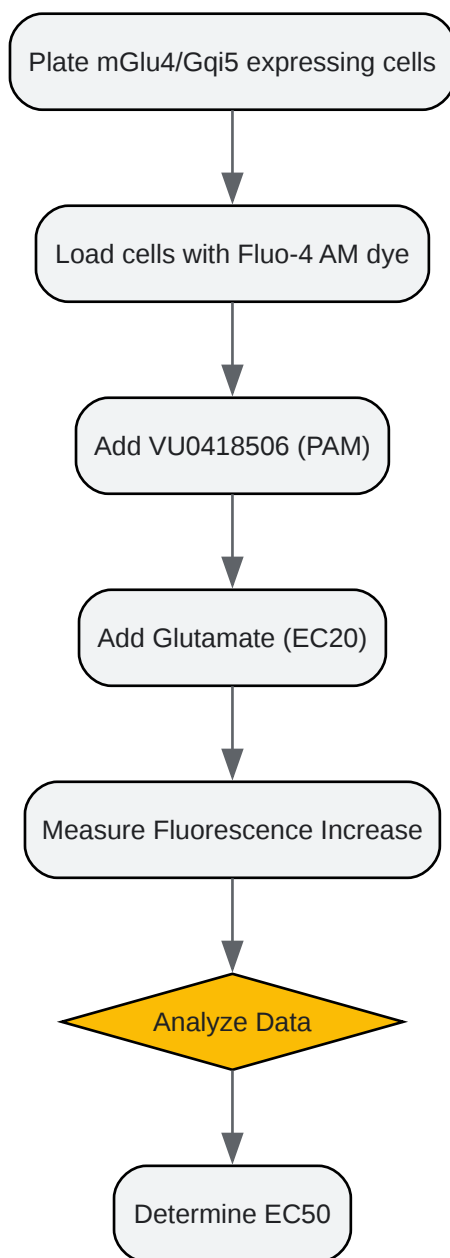 Plate mGlu4/Gqi5 expressing cells
Load cells with Fluo-4 AM dye
Add VU0418506 (PAM)
Add Glutamate (EC20)
Measure Fluorescence Increase
Analyze Data
Determine EC50